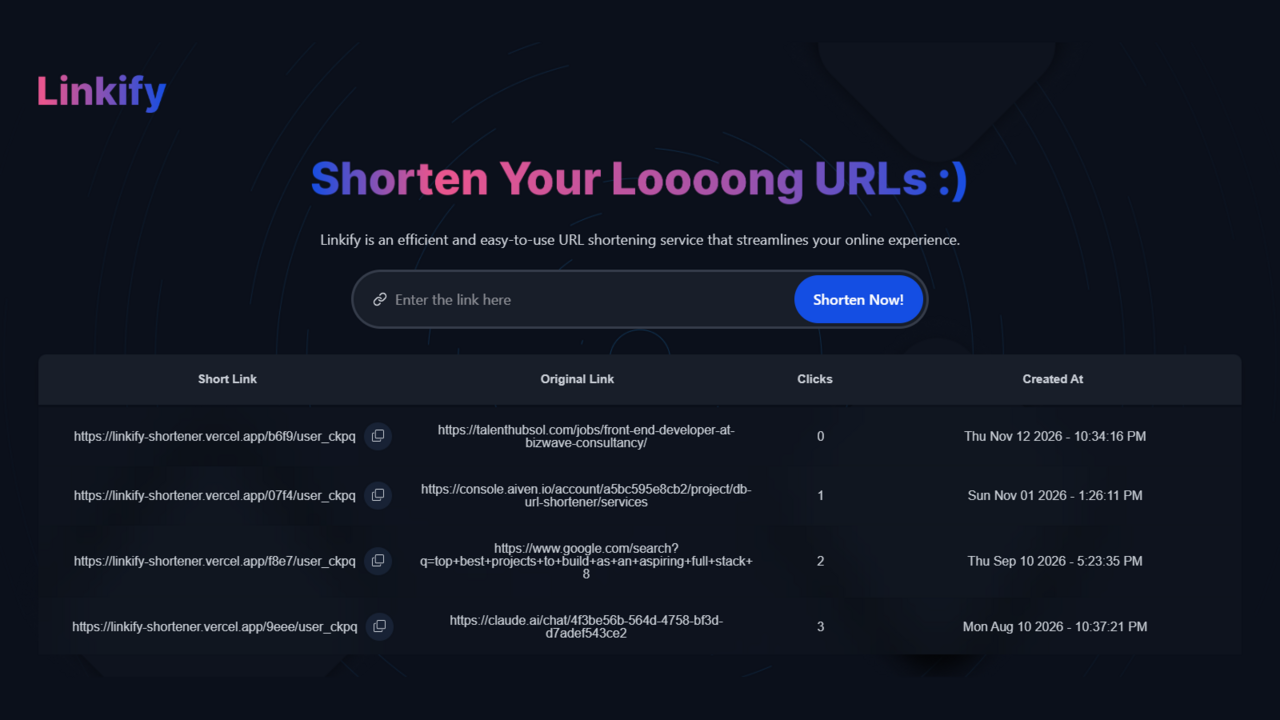 Linkify
Shorten Your Loooong URLs :)
Linkify is an efficient and easy-to-use URL shortening service that streamlines your online experience.
Enter the link here
Shorten Now!
Short Link Original Link Clicks Created At
https://linkify-shortener.vercel.app/b6f9/user_ckpq
https://talenthubsol.com/jobs/front-end-developer-at-
bizwave-consultancy/
0
Thu Nov 12 2026 - 10:34:16 PM
https://linkify-shortener.vercel.app/07f4/user_ckpq
https://console.aiven.io/account/a5bc595e8cb2/project/db-
url-shortener/services
1
Sun Nov 01 2026 - 1:26:11 PM
https://linkify-shortener.vercel.app/f8e7/user_ckpq
https://www.google.com/search?
q=top+best+projects+to+build+as+an+aspiring+full+stack+
8
2
Thu Sep 10 2026 - 5:23:35 PM
https://linkify-shortener.vercel.app/9eee/user_ckpq
https://claude.ai/chat/4f3be56b-564d-4758-bf3d-
d7adef543ce2
3
Mon Aug 10 2026 - 10:37:21 PM